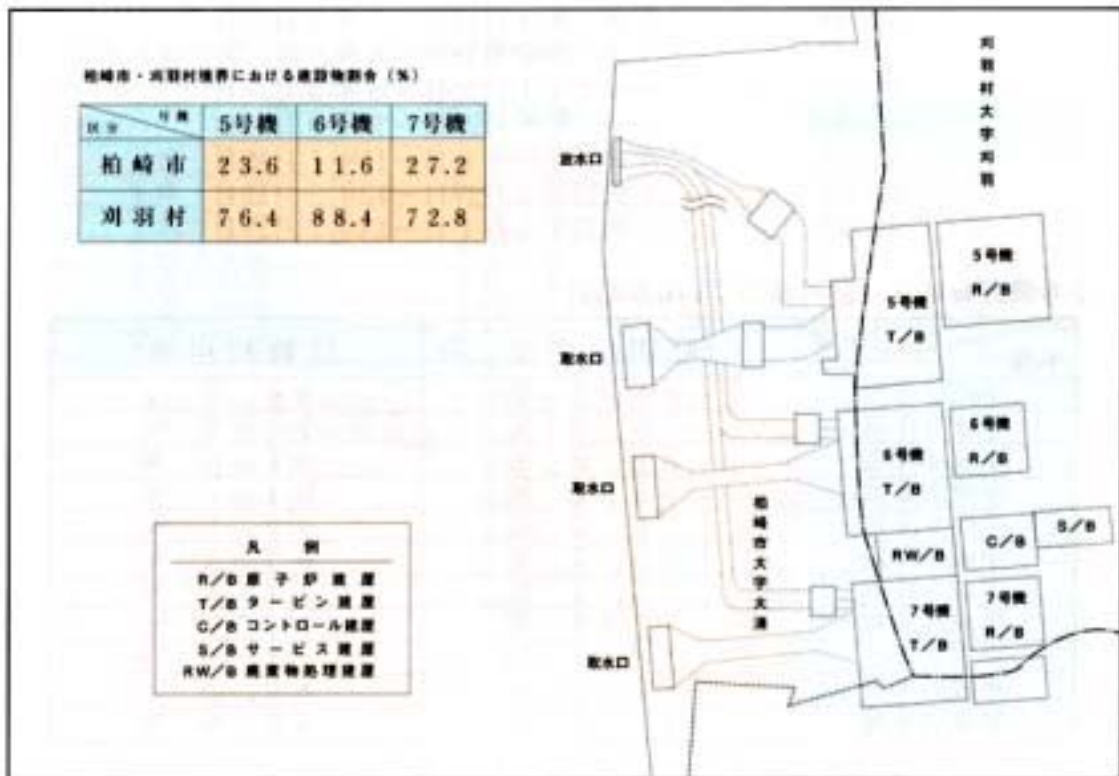 柏崎市・刈羽村境界における建設物割合（％）
区分 号機 5号機 6号機 7号機
柏崎市 23.6 11.6 27.2
刈羽村 76.4 88.4 72.8
凡例
R/B 原子炉建屋
T/B タービン建屋
C/B コントロール建屋
S/B サービス建屋
RW/B 廃棄物処理建屋
刈羽村大字刈羽
放水口
5号機
R/B
5号機
T/B
取水口
6号機
R/B
6号機
T/B
取水口
柏崎市大字大湊
S/B
C/B
RW/B
7号機
R/B
7号機
T/B
取水口